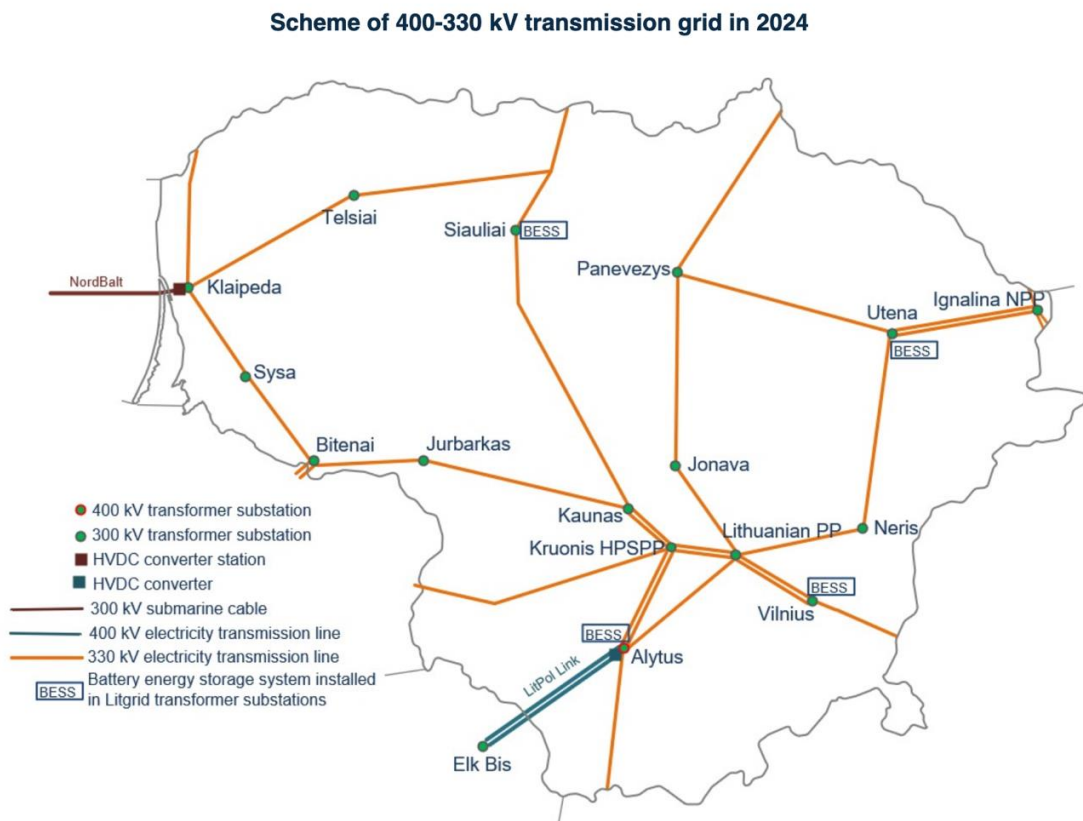 Scheme of 400-330 kV transmission grid in 2024
Telsiai
Siauliai
BESS
Panevezys
NordBalt
Klaipeda
Utena
Ignalina NPP
BESS
Sysa
Bitenai
Jurbarkas
Jonava
Kaunas
Lithuanian PP
Neris
Kruonis HPSPP
BESS
Vilnius
BESS
Alytus
LitPol Link
Elk Bis
400 kV transformer substation
300 kV transformer substation
HVDC converter station
HVDC converter
300 kV submarine cable
400 kV electricity transmission line
330 kV electricity transmission line
BESS
Battery energy storage system installed
in Litgrid transformer substations